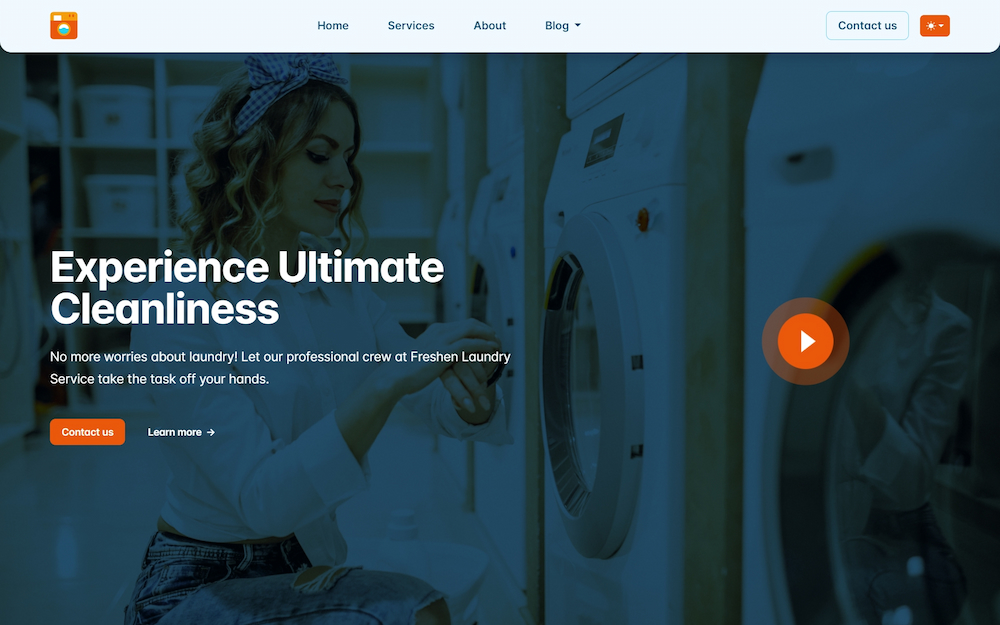 Home
Services
About
Blog
Contact us
Experience Ultimate
Cleanliness
No more worries about laundry! Let our professional crew at Freshen Laundry
Service take the task off your hands.
Contact us
Learn more →